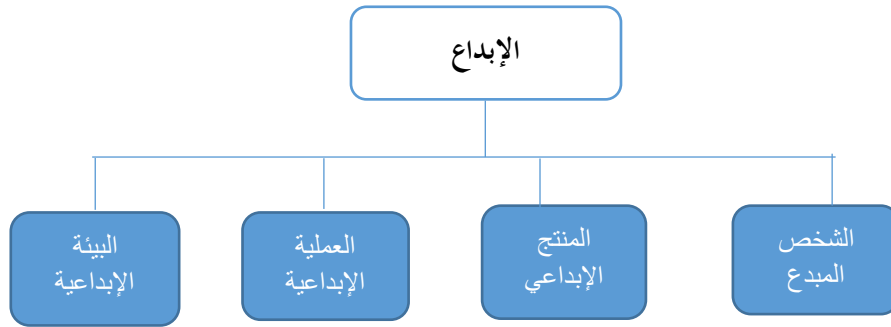 الإبداع
الشخص
المبدع
المنتج
الإبداعي
العملية
الإبداعية
البيئة
الإبداعية